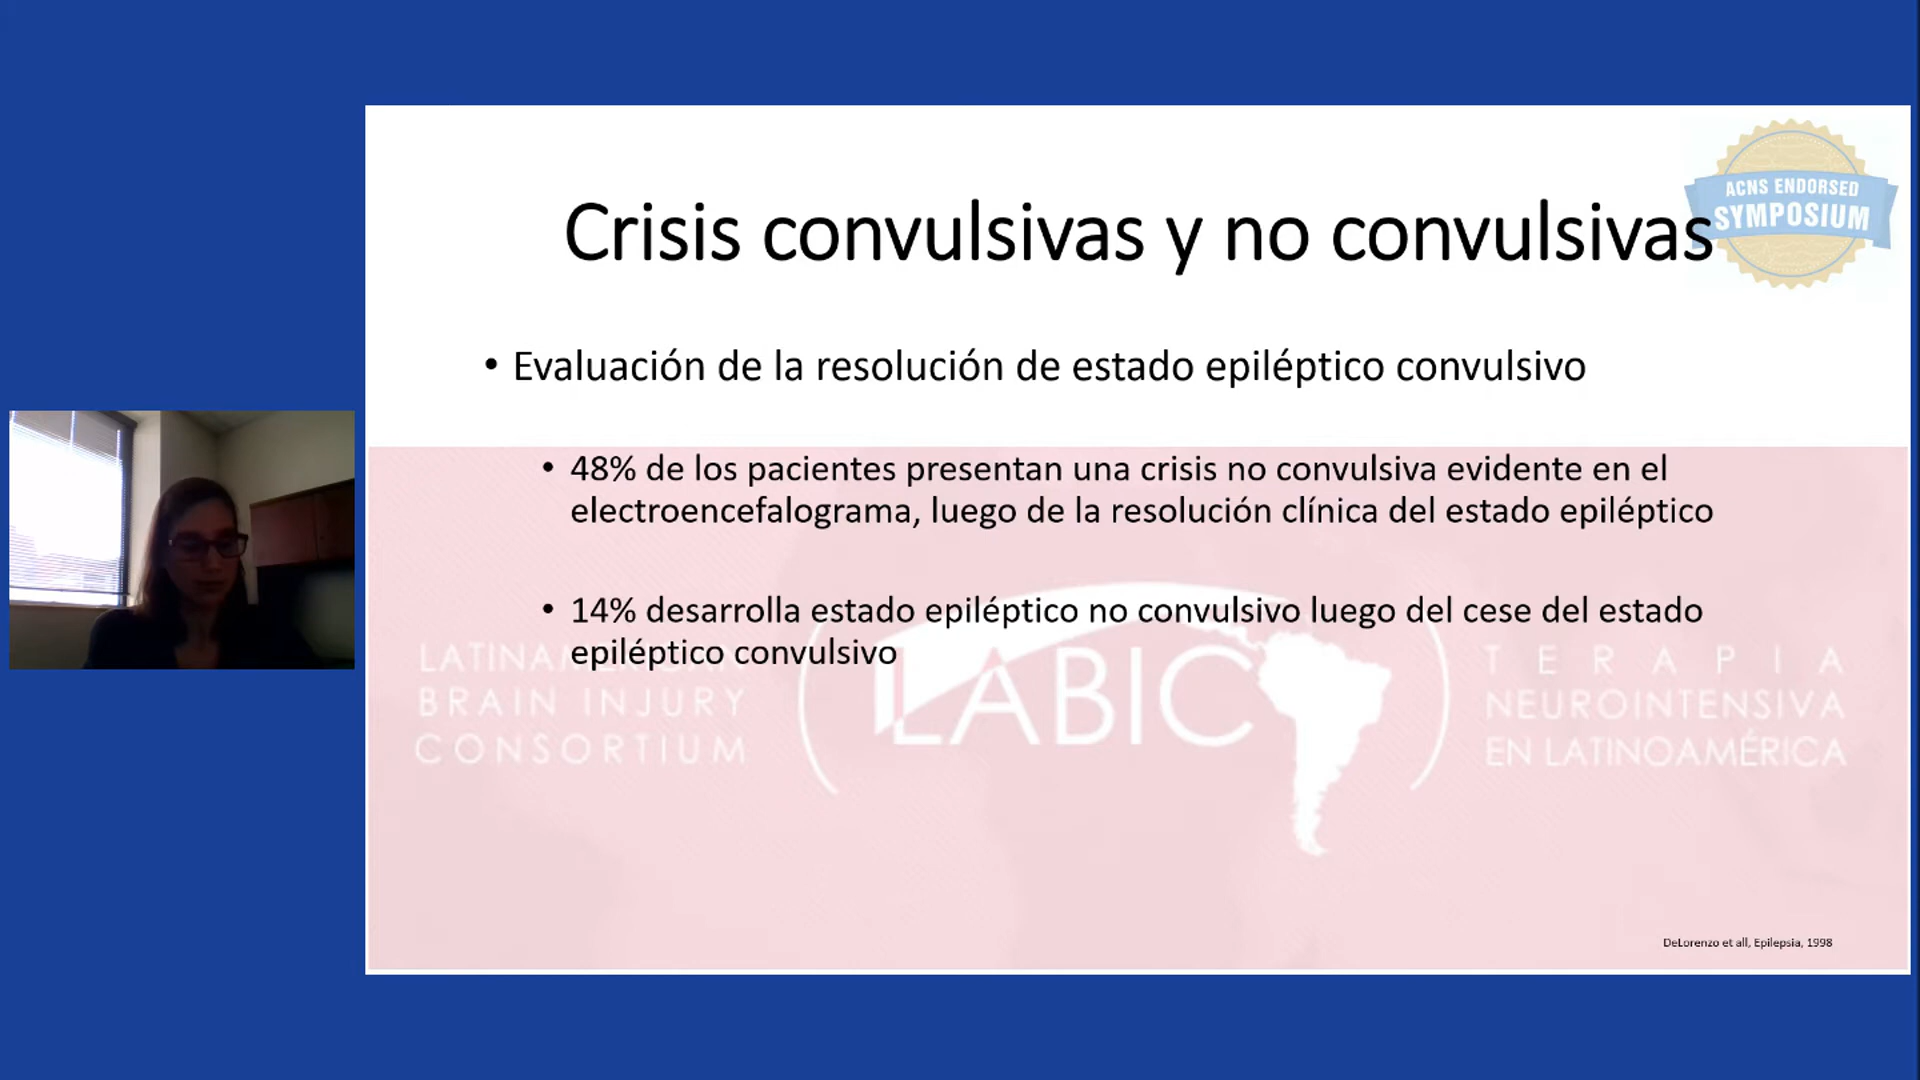 ACNS ENDORSED
SYMPOSIUM
Crisis convulsivas y no convulsivas
• Evaluación de la resolución de estado epiléptico convulsivo
• 48% de los pacientes presentan una crisis no convulsiva evidente en el
electroencefalograma, luego de la resolución clínica del estado epiléptico
• 14% desarrolla estado epiléptico no convulsivo luego del cese del estado
epiléptico convulsivo
LATINAMERICAN
BRAIN INJURY
CONSORTIUM
LABIC
TERAPIA
NEUROINTENSIVA
EN LATINOAMÉRICA
DeLorenzo et all, Epilepsia, 1998